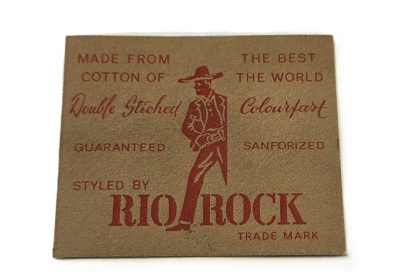 MADE FROM THE BEST
COTTON OF THE WORLD
Double Stiched Colourfast
GUARANTEED SANFORIZED
STYLED BY
RIO ROCK
TRADE MARK